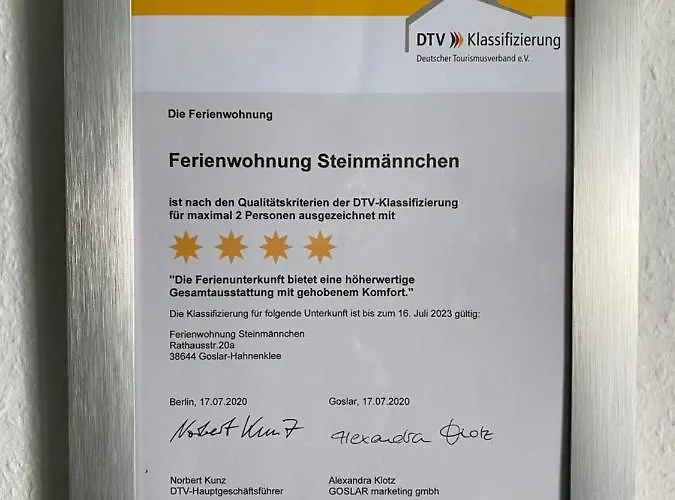 DTV Klassifizierung
Deutscher Tourismusverband e.V.
Die Ferienwohnung
Ferienwohnung Steinmännchen
ist nach den Qualitätskriterien der DTV-Klassifizierung
für maximal 2 Personen ausgezeichnet mit
"Die Ferienunterkunft bietet eine höherwertige
Gesamtausstattung mit gehobenem Komfort."
Die Klassifizierung für folgende Unterkunft ist bis zum 16. Juli 2023 gültig:
Ferienwohnung Steinmännchen
Rathausstr.20a
38644 Goslar-Hahnenklee
Berlin, 17.07.2020 Goslar, 17.07.2020
Norbert Kunz Alexandra Klotz
Norbert Kunz Alexandra Klotz
DTV-Hauptgeschäftsführer GOSLAR marketing gmbh